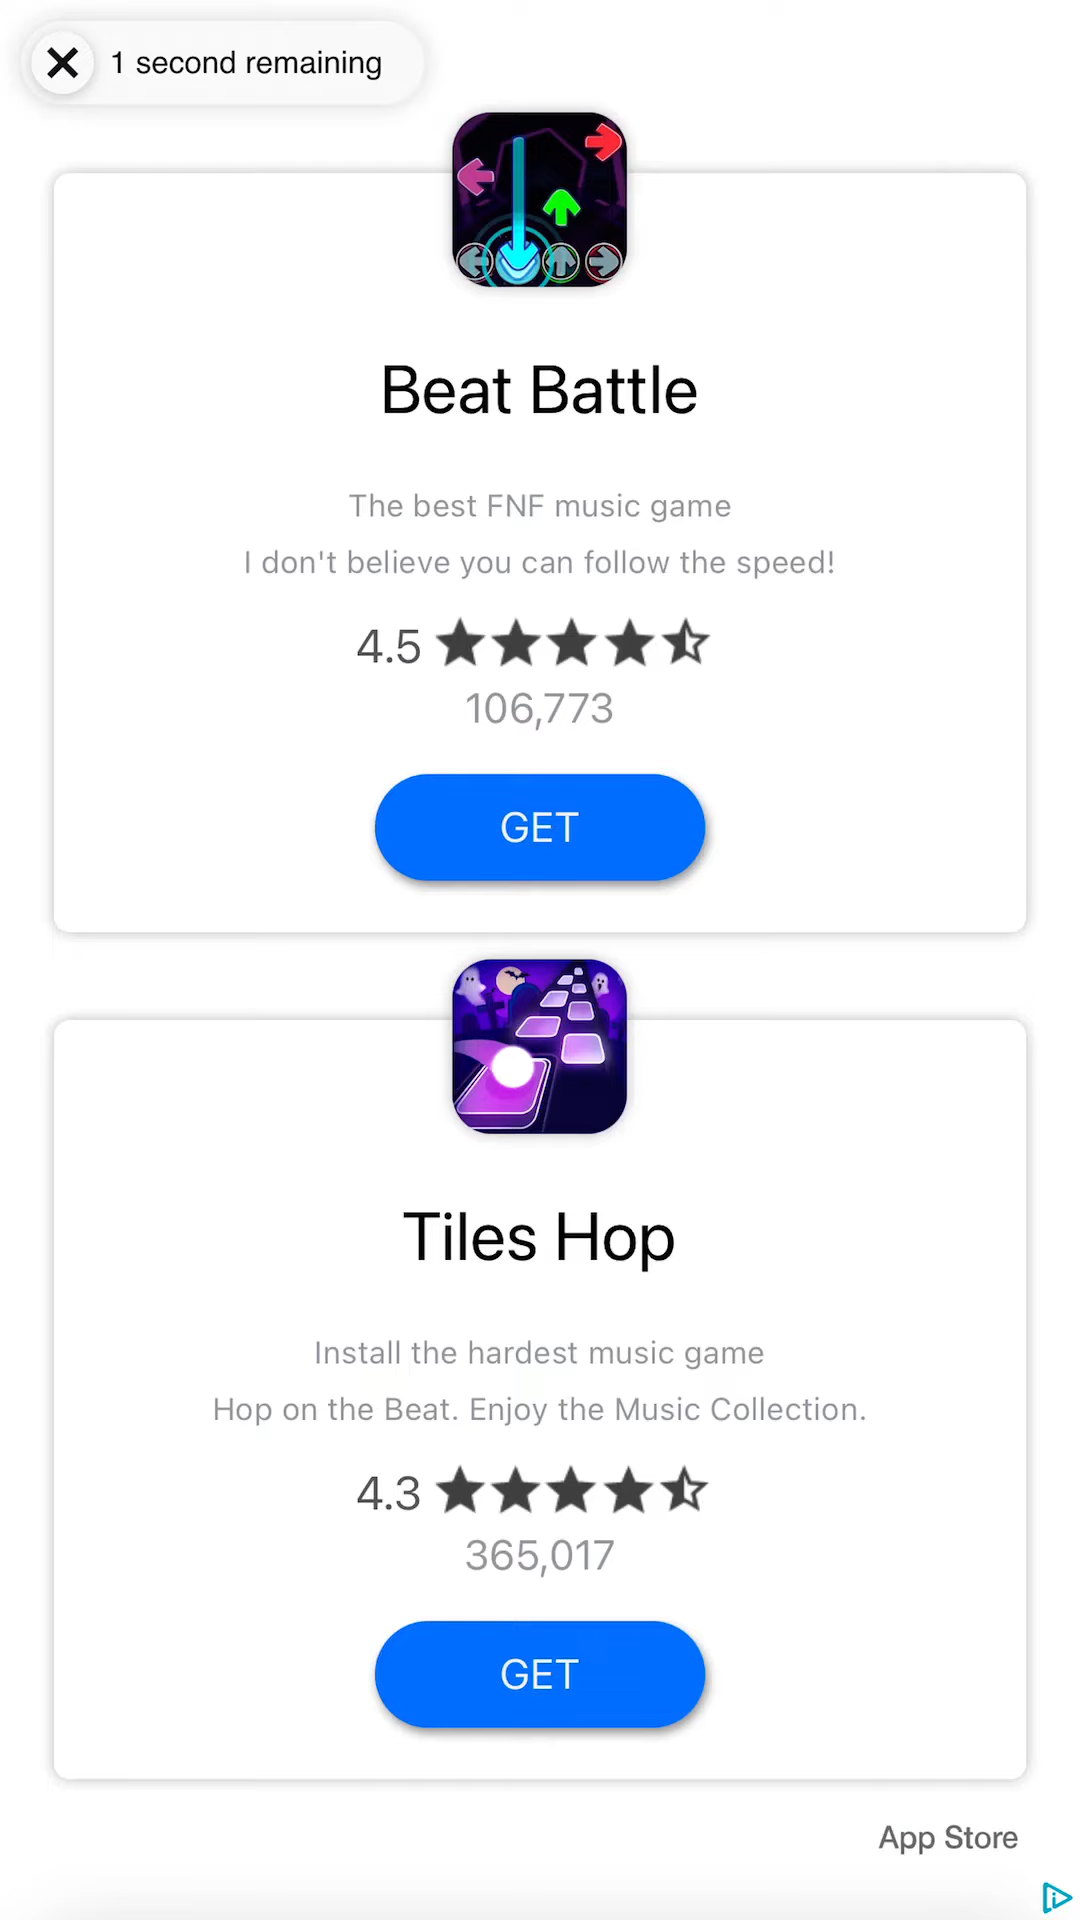 1 second remaining
Beat Battle
The best FNF music game
I don't believe you can follow the speed!
4.5
106,773
GET
Tiles Hop
Install the hardest music game
Hop on the Beat. Enjoy the Music Collection.
4.3
365,017
GET
App Store